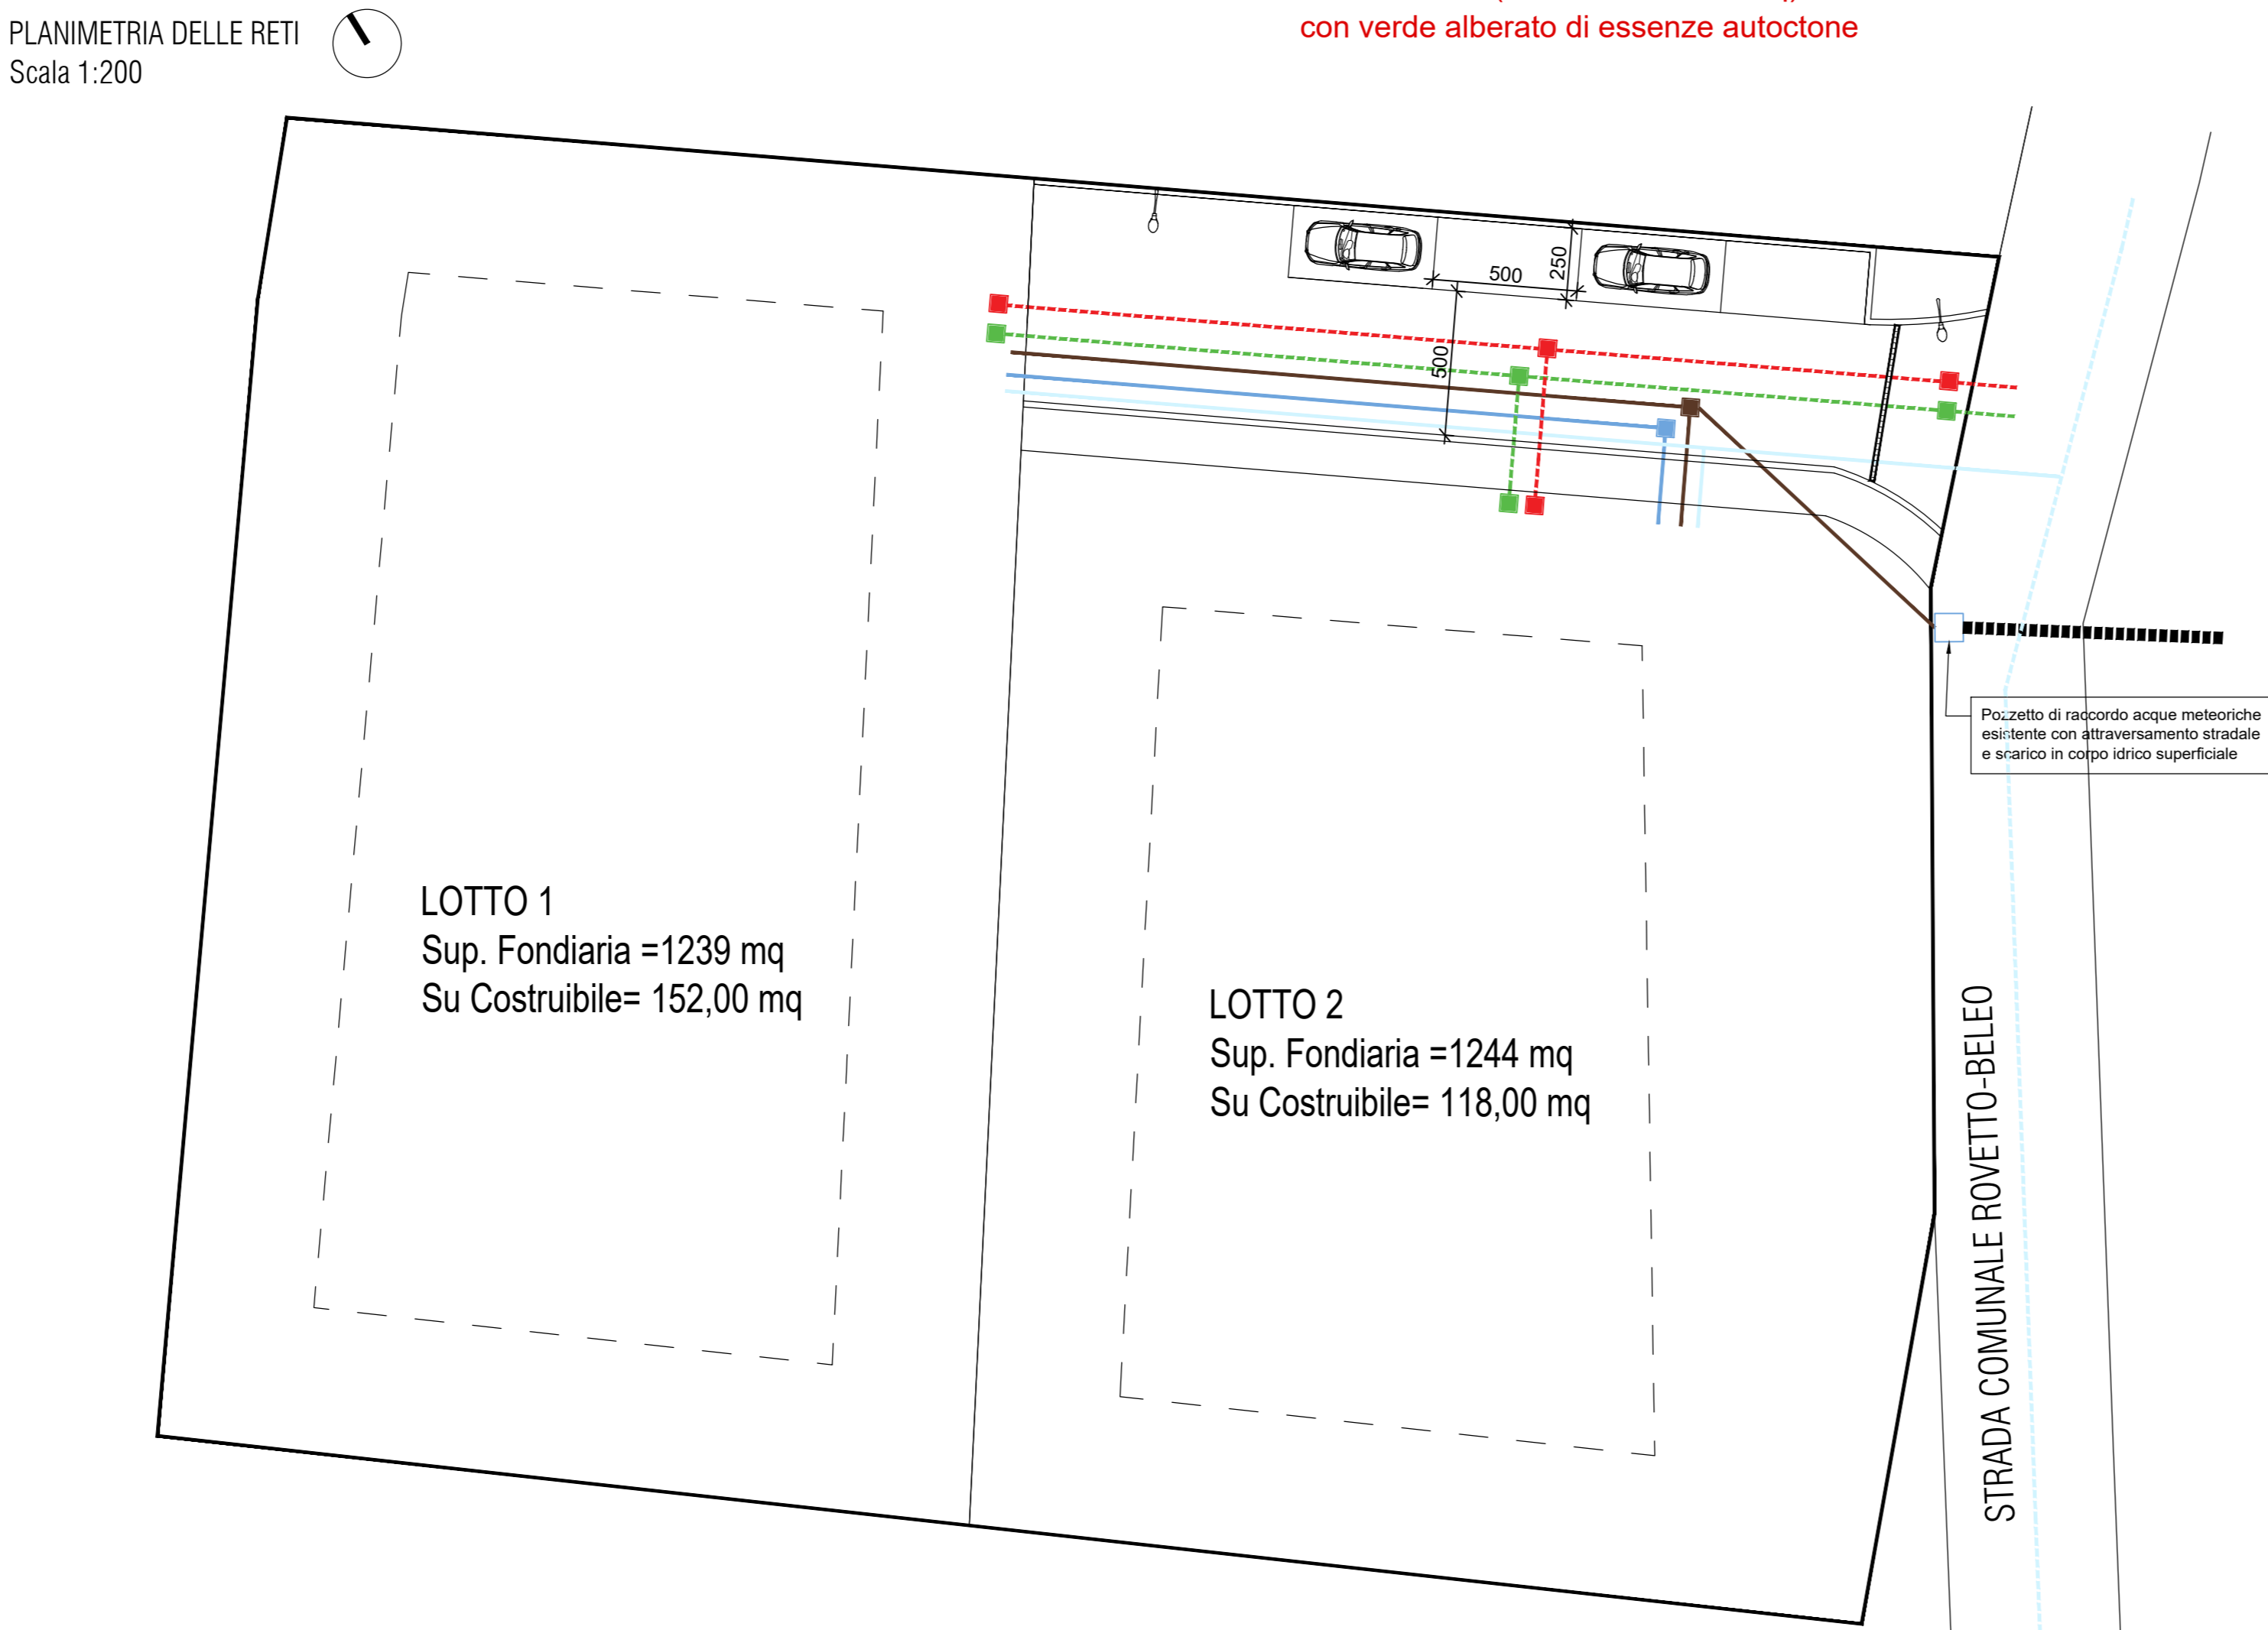 PLANIMETRIA DELLE RETI
Scala 1:200
con verde alberato di essenze autoctone
500
250
500
Pozzetto di raccordo acque meteoriche
esistente con attraversamento stradale
e scarico in corpo idrico superficiale
LOTTO 1
Sup. Fondiaria =1239 mq
Su Costruibile= 152,00 mq
LOTTO 2
Sup. Fondiaria =1244 mq
Su Costruibile= 118,00 mq
STRADA COMUNALE ROVETTO-BELEO